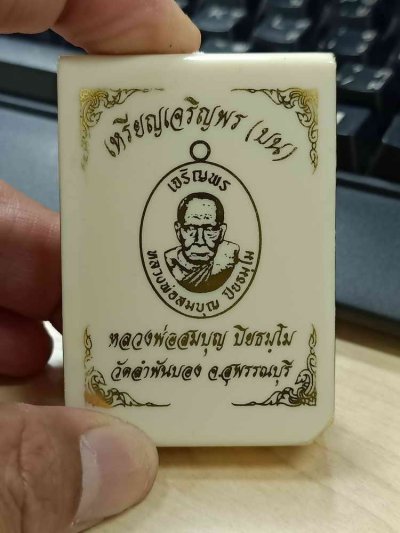 เหรียญเจริญพร (บน)
เจริญพร
หลวงพ่อสมบุญ ปิยธมฺโม
หลวงพ่อสมบุญ ปิยธมฺโม
วัดลำพันบอง จ.สุพรรณบุรี